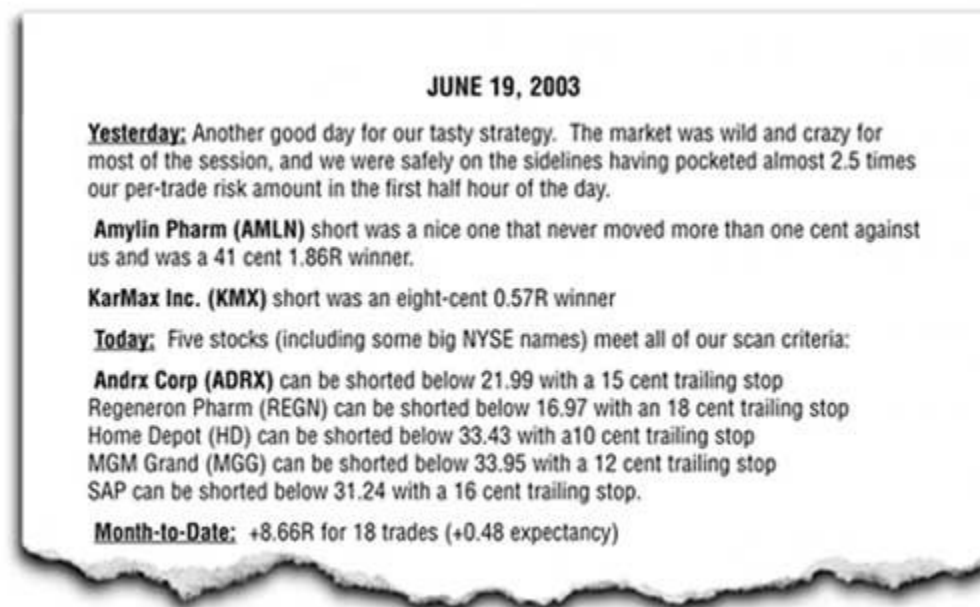 JUNE 19, 2003
Yesterday: Another good day for our tasty strategy. The market was wild and crazy for
most of the session, and we were safely on the sidelines having pocketed almost 2.5 times
our per-trade risk amount in the first half hour of the day.
Amylin Pharm (AMLN) short was a nice one that never moved more than one cent against
us and was a 41 cent 1.86R winner.
KarMax Inc. (KMX) short was an eight-cent 0.57R winner
Today: Five stocks (including some big NYSE names) meet all of our scan criteria:
Andrx Corp (ADRX) can be shorted below 21.99 with a 15 cent trailing stop
Regeneron Pharm (REGN) can be shorted below 16.97 with an 18 cent trailing stop
Home Depot (HD) can be shorted below 33.43 with a10 cent trailing stop
MGM Grand (MGG) can be shorted below 33.95 with a 12 cent trailing stop
SAP can be shorted below 31.24 with a 16 cent trailing stop.
Month-to-Date: +8.66R for 18 trades (+0.48 expectancy)